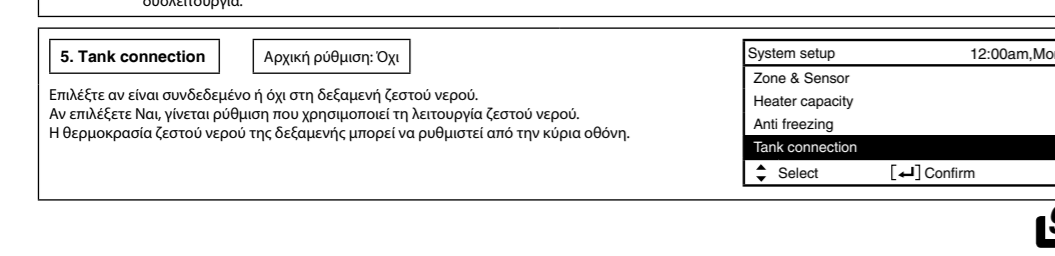 δυσλειτουργία.
5. Tank connection
Αρχική ρύθμιση: Όχι
Επιλέξτε αν είναι συνδεδεμένο ή όχι στη δεξαμενή ζεστού νερού.
Αν επιλέξετε Ναι, γίνεται ρύθμιση που χρησιμοποιεί τη λειτουργία ζεστού νερού.
Η θερμοκρασία ζεστού νερού της δεξαμενής μπορεί να ρυθμιστεί από την κύρια οθόνη.
System setup 12:00am,Mon
Zone & Sensor
Heater capacity
Anti freezing
Tank connection
Select [↵] Confirm